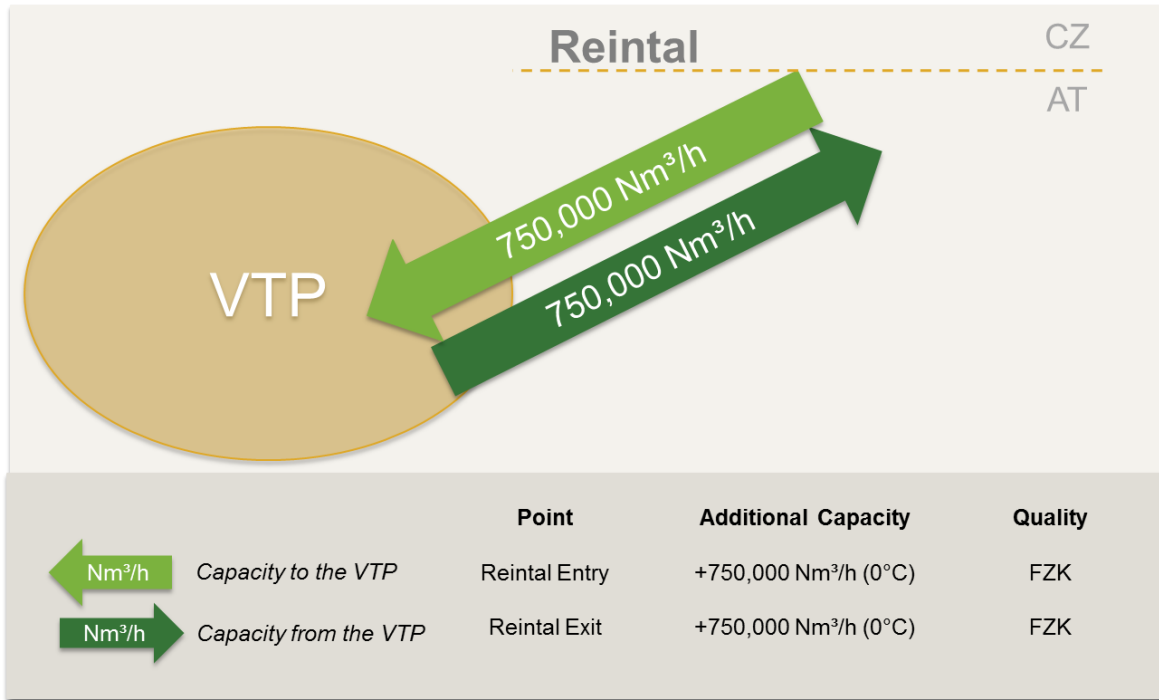 Reintal
CZ
AT
750,000 Nm³/h
750,000 Nm³/h
VTP
Point Additional Capacity Quality
Nm³/h Capacity to the VTP Reintal Entry +750,000 Nm³/h (0°C) FZK
Nm³/h Capacity from the VTP Reintal Exit +750,000 Nm³/h (0°C) FZK